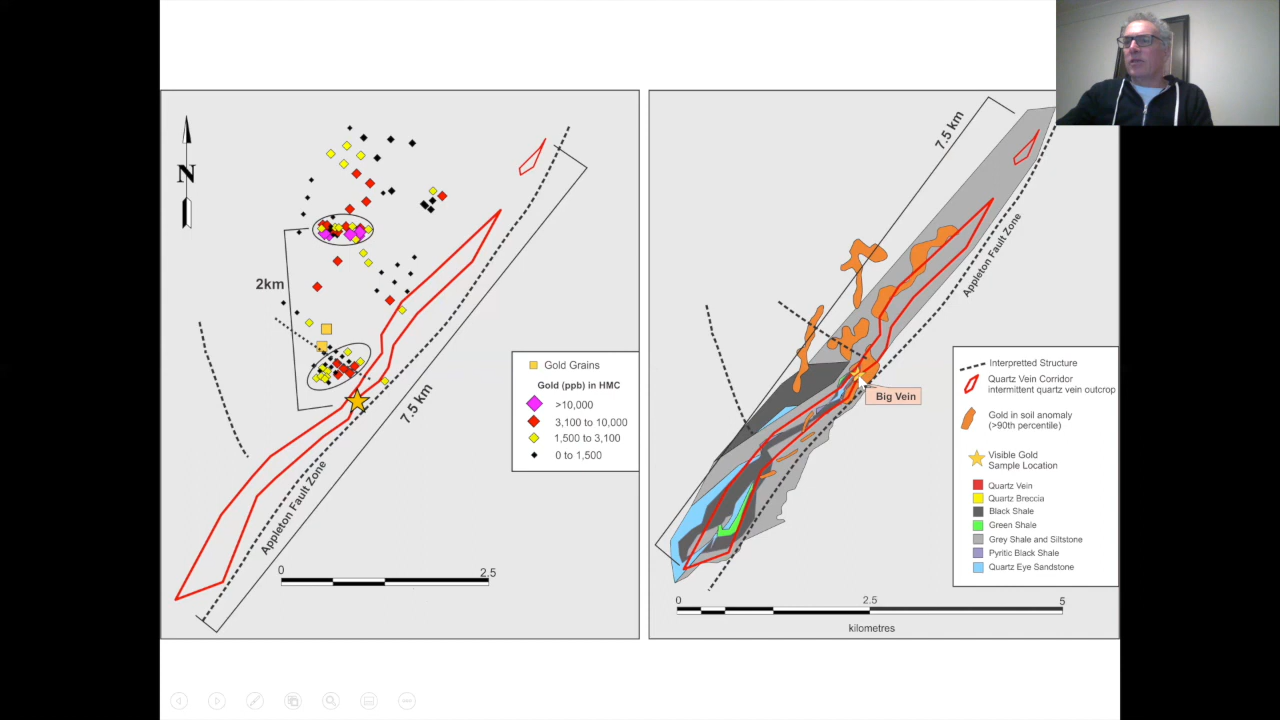 N
2km
7.5 km
Appleton Fault Zone
0 2.5
Gold Grains
Gold (ppb) in HMC
>10,000
3,100 to 10,000
1,500 to 3,100
0 to 1,500
7.5 km
Appleton Fault Zone
Big Vein
Interpretted Structure
Quartz Vein Corridor
intermittent quartz vein outcrop
Gold in soil anomaly
(>90th percentile)
Visible Gold
Sample Location
Quartz Vein
Quartz Breccia
Black Shale
Green Shale
Grey Shale and Siltstone
Pyritic Black Shale
Quartz Eye Sandstone
0 2.5 5
kilometres